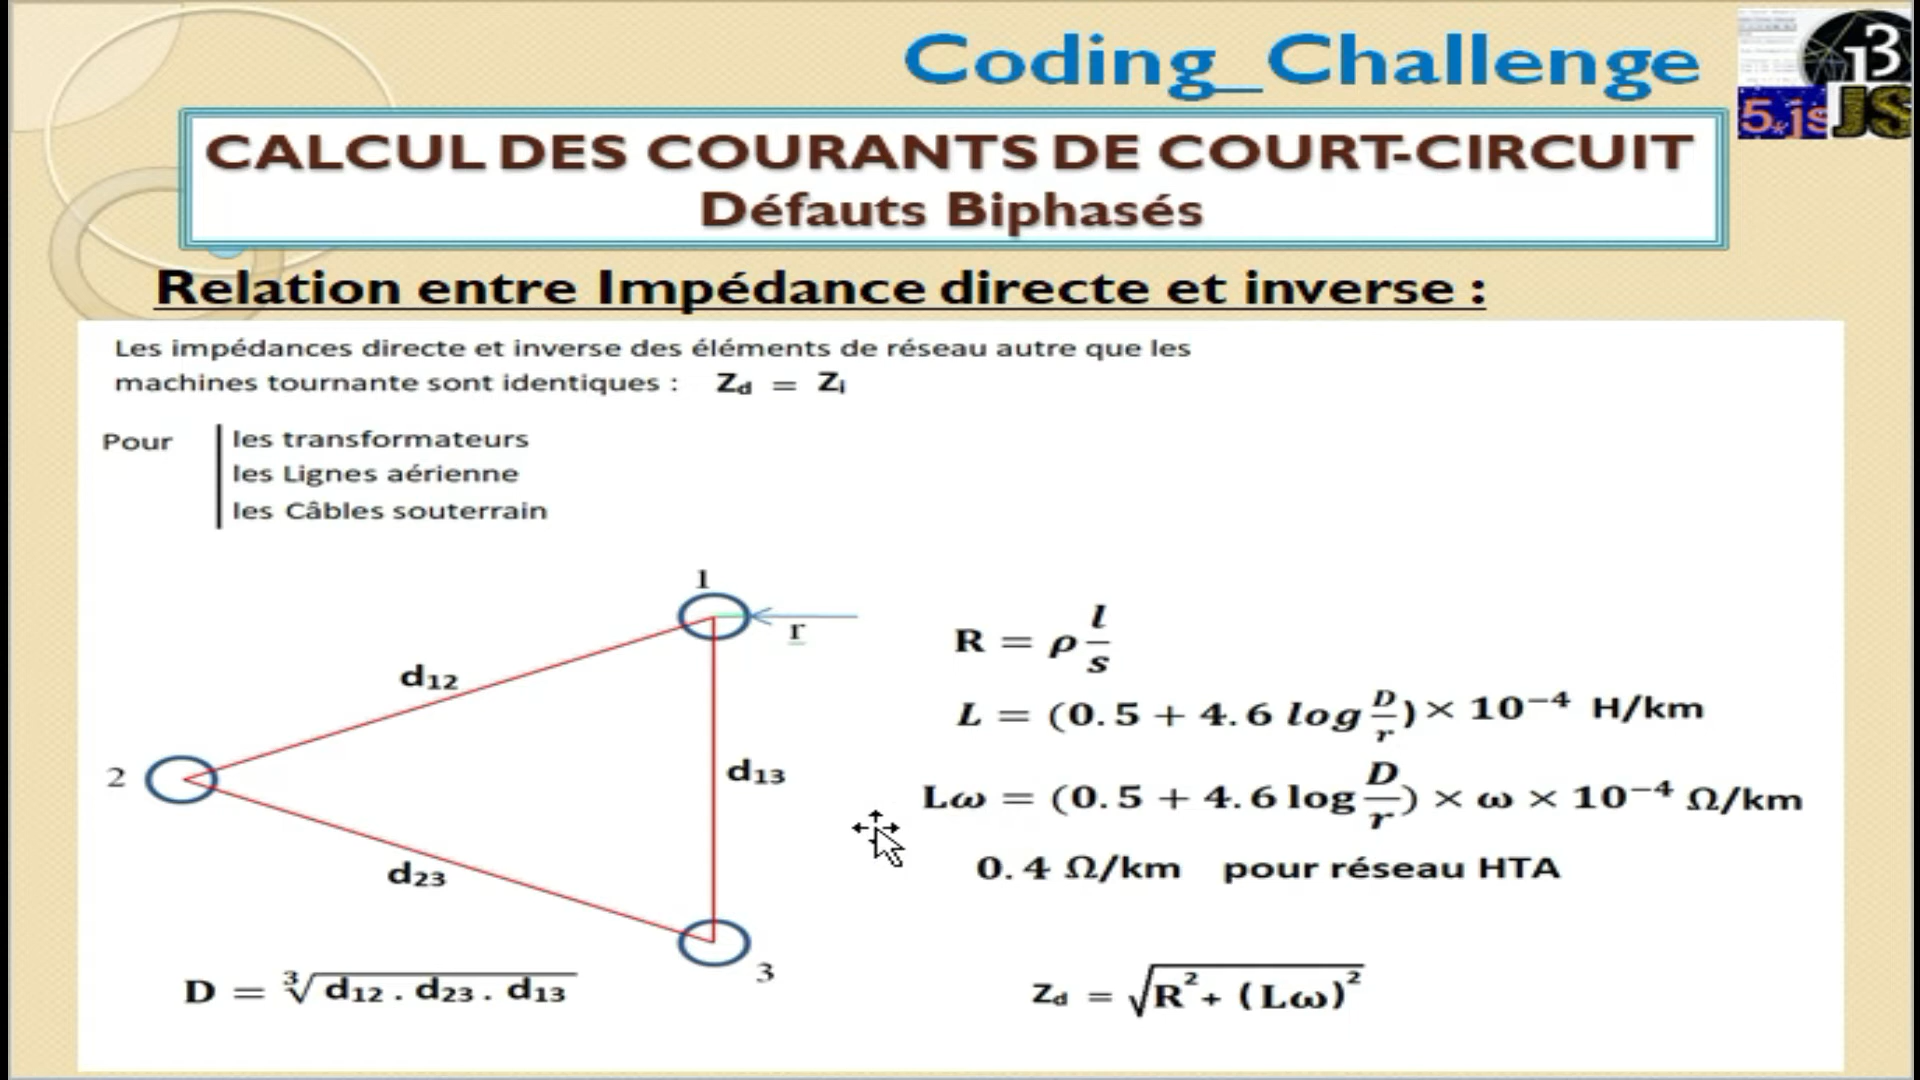 Coding_Challenge
13
5.js
JS
CALCUL DES COURANTS DE COURT-CIRCUIT
Défauts Biphasés
Relation entre Impédance directe et inverse :
Les impédances directe et inverse des éléments de réseau autre que les
machines tournante sont identiques : Zd = Zi
Pour
les transformateurs
les Lignes aérienne
les Câbles souterrain
1
r
d12
2
d13
d23
3
D = ∛d12 . d23 . d13
R = ρ l/s
L = (0.5 + 4.6 log D/r) × 10⁻⁴ H/km
Lω = (0.5 + 4.6 log D/r) × ω × 10⁻⁴ Ω/km
0.4 Ω/km pour réseau HTA
Zd = √R² + (Lω)²